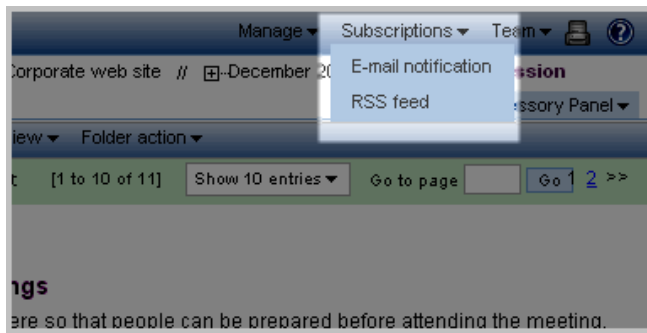 Manage Subscriptions Team
Corporate web site // December 20 ssion
E-mail notification
RSS feed
ssory Panel
iew Folder action
t [1 to 10 of 11] Show 10 entries Go to page Go 1 2 >>
ngs
ere so that people can be prepared before attending the meeting.